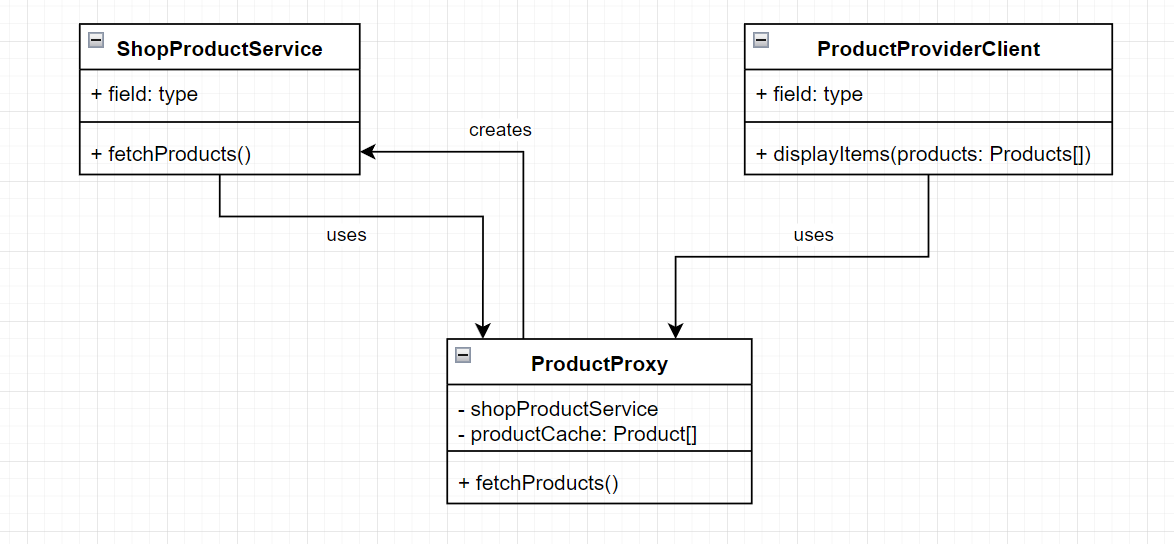 ShopProductService
+ field: type
+ fetchProducts()
ProductProviderClient
+ field: type
+ displayItems(products: Products[])
creates
uses
uses
ProductProxy
- shopProductService
- productCache: Product[]
+ fetchProducts()